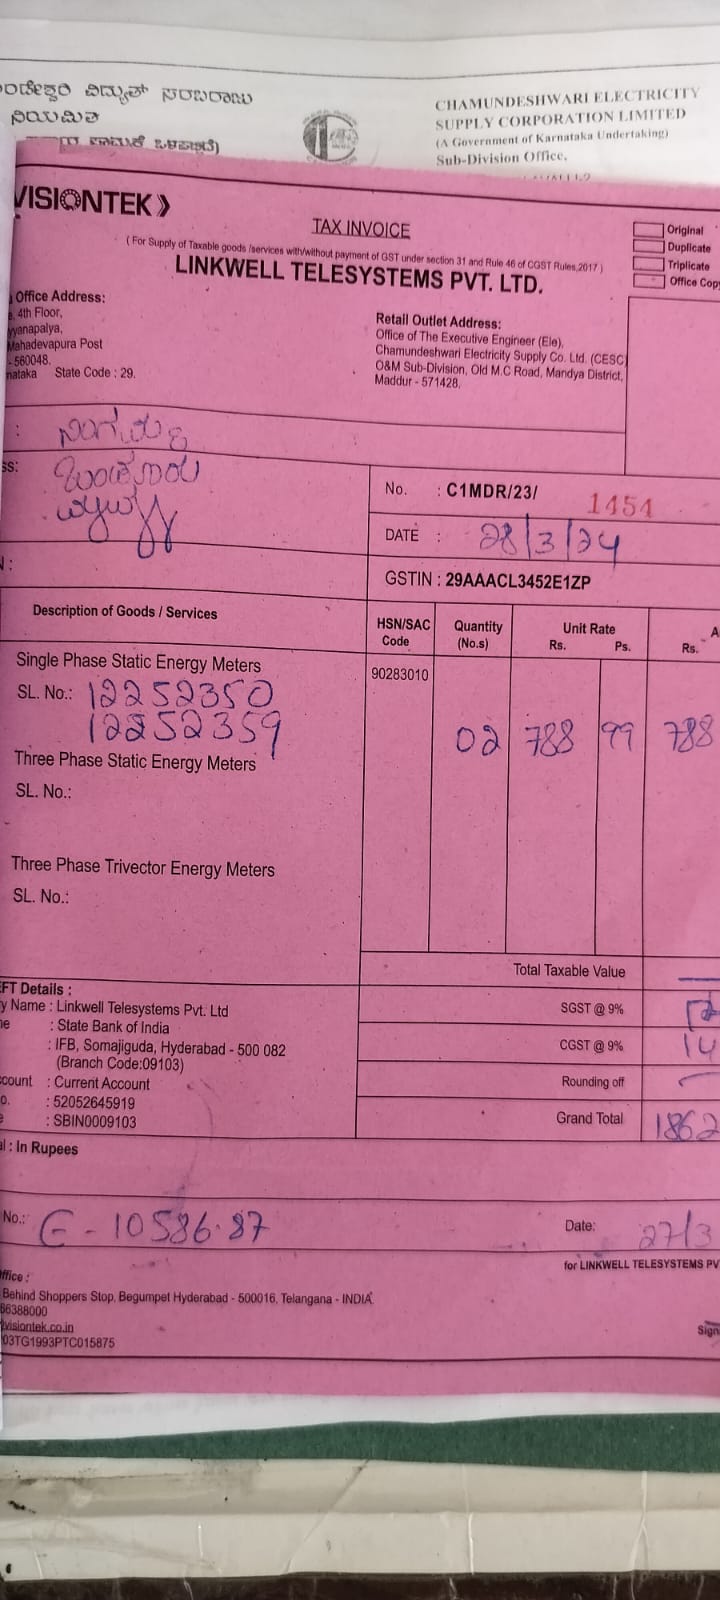 ವಿದ್ಯುತ್ ಸರಬರಾಜು
ನಿಯಮಿತ
CHAMUNDESHWARI ELECTRICITY
SUPPLY CORPORATION LIMITED
(A Government of Karnataka Undertaking)
Sub-Division Office,
VISIONTEK
TAX INVOICE
Original
Duplicate
Triplicate
Office Copy
( For Supply of Taxable goods /services with/without payment of GST under section 31 and Rule 46 of CGST Rules,2017 )
LINKWELL TELESYSTEMS PVT. LTD.
Office Address:
4th Floor,
Mahadevapura Post
- 560048.
State Code : 29.
Retail Outlet Address:
Office of The Executive Engineer (Ele),
Chamundeshwari Electricity Supply Co. Ltd. (CESC)
O&M Sub-Division, Old M.C Road, Mandya District,
Maddur - 571428.
No. : C1MDR/23/ 1454
DATE : 28/3/24
GSTIN : 29AAACL3452E1ZP
Description of Goods / Services
HSN/SAC Code
Quantity (No.s)
Unit Rate
Rs. Ps.
Rs.
Single Phase Static Energy Meters
90283010
SL. No.: 12252350
12252359
02 788 99 788
Three Phase Static Energy Meters
SL. No.:
Three Phase Trivector Energy Meters
SL. No.:
Total Taxable Value
SGST @ 9%
CGST @ 9% 14
Rounding off
Grand Total 1862
Details :
Name : Linkwell Telesystems Pvt. Ltd
: State Bank of India
: IFB, Somajiguda, Hyderabad - 500 082
(Branch Code:09103)
: Current Account
: 52052645919
: SBIN0009103
: In Rupees
No.: E - 10586.87
Date: 27/3
for LINKWELL TELESYSTEMS
Behind Shoppers Stop, Begumpet Hyderabad - 500016, Telangana - INDIA.
66388000
visiontek.co.in
03TG1993PTC015875